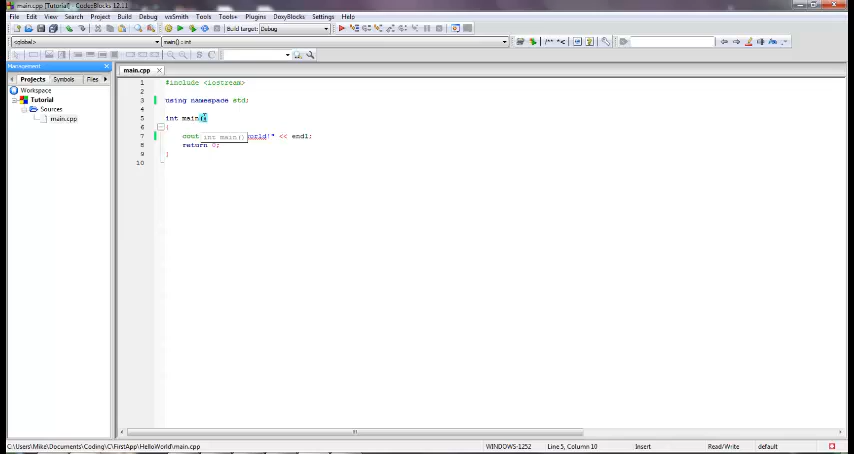 main.cpp [Tutorial] - Code::Blocks 12.11
File Edit View Search Project Build Debug wxSmith Tools Tools+ Plugins DoxyBlocks Settings Help
Build target: Debug
<global> main() : int
/** *<
S C
Management
Projects Symbols Files
Workspace
Tutorial
Sources
main.cpp
main.cpp
1 #include <iostream>
2
3 using namespace std;
4
5 int main()
6 {
7 cout int main() world!" << endl;
8 return 0;
9 }
10
C:\Users\Mike\Documents\Coding\C\FirstApp\HelloWorld\main.cpp WINDOWS-1252 Line 5, Column 10 Insert Read/Write default